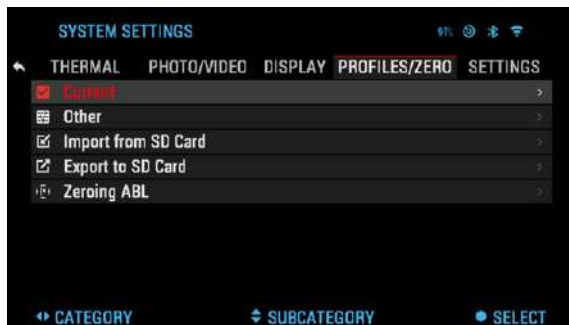 SYSTEM SETTINGS 61%
THERMAL PHOTO/VIDEO DISPLAY PROFILES/ZERO SETTINGS
Current
Other
Import from SD Card
Export to SD Card
Zeroing ABL
CATEGORY SUBCATEGORY SELECT